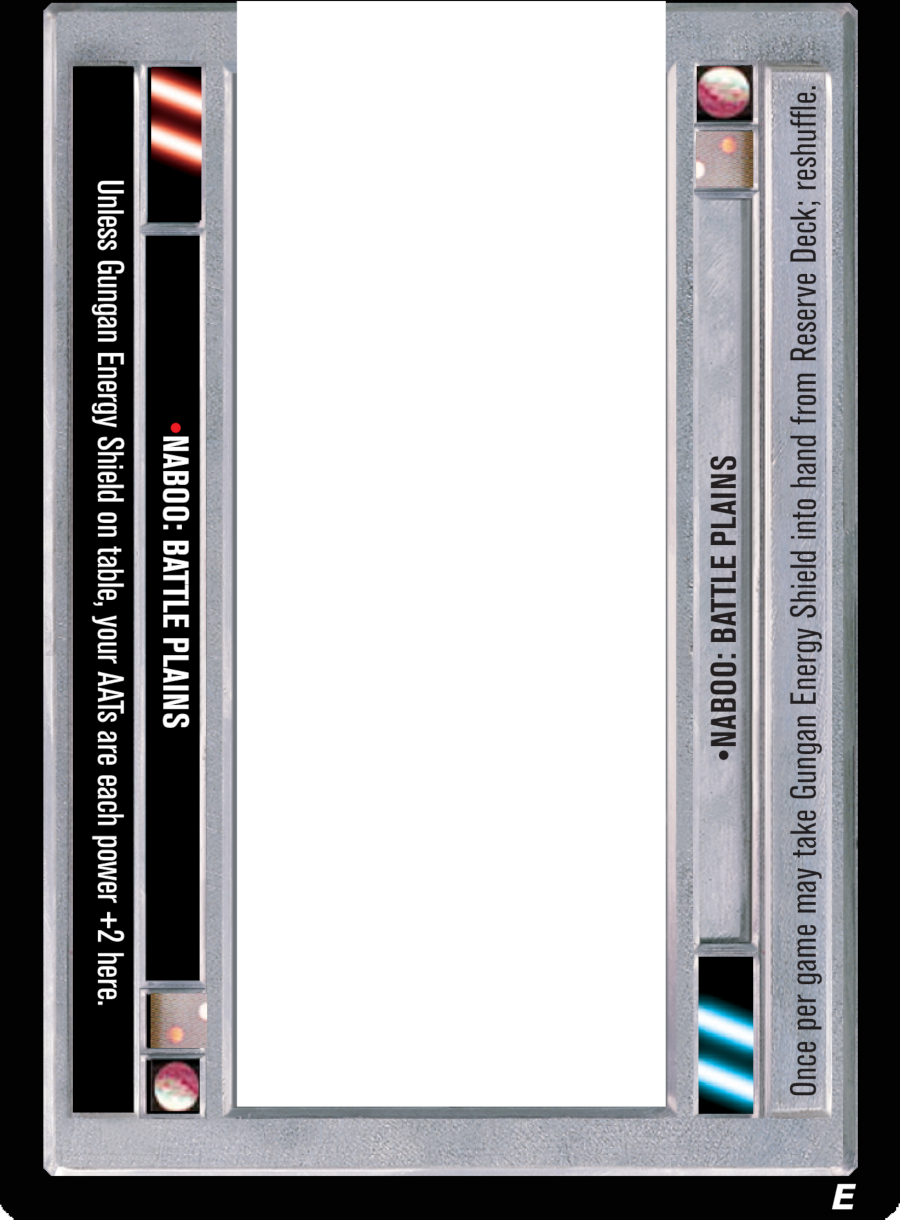 Unless Gungan Energy Shield on table, your AATs are each power +2 here.
•NABOO: BATTLE PLAINS
•NABOO: BATTLE PLAINS
Once per game may take Gungan Energy Shield into hand from Reserve Deck; reshuffle.
E